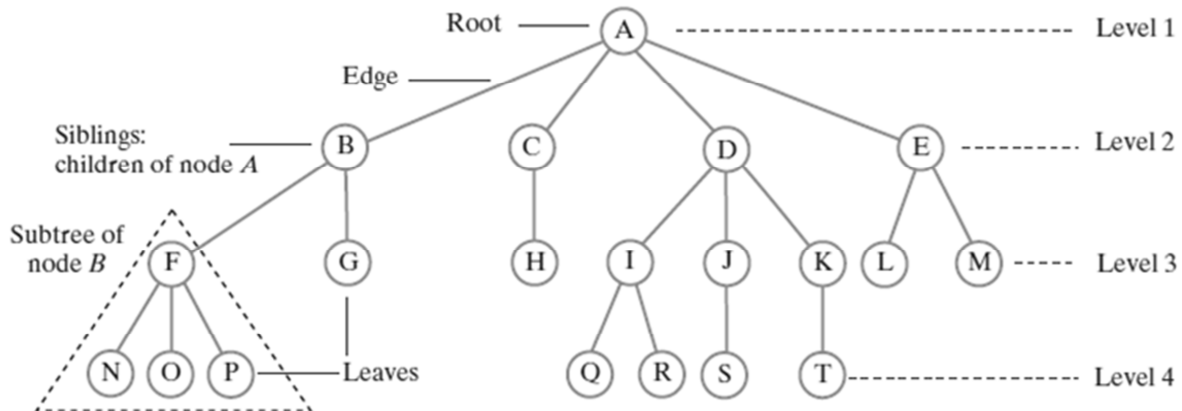 Root
A
Level 1
Edge
Siblings:
children of node A
B
C
D
E
Level 2
Subtree of
node B
F
G
H
I
J
K
L
M
Level 3
N
O
P
Leaves
Q
R
S
T
Level 4